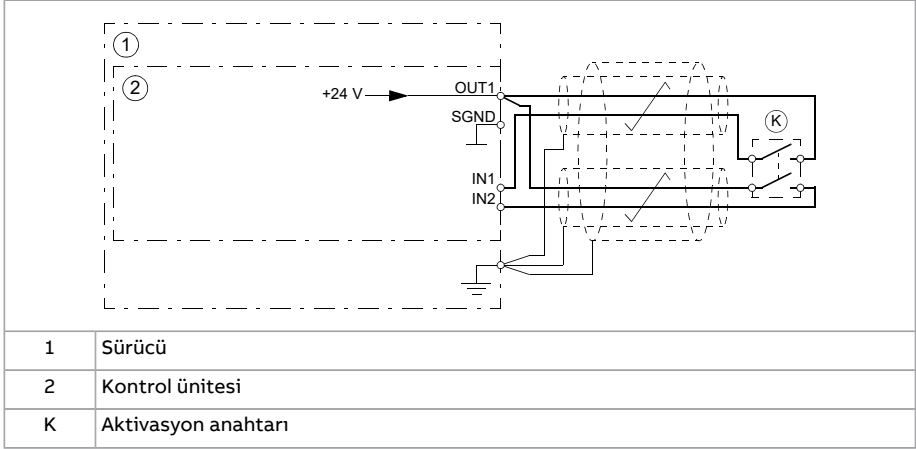 1
2
+24 V
OUT1
SGND
K
IN1
IN2
1 Sürücü
2 Kontrol ünitesi
K Aktivasyon anahtarı